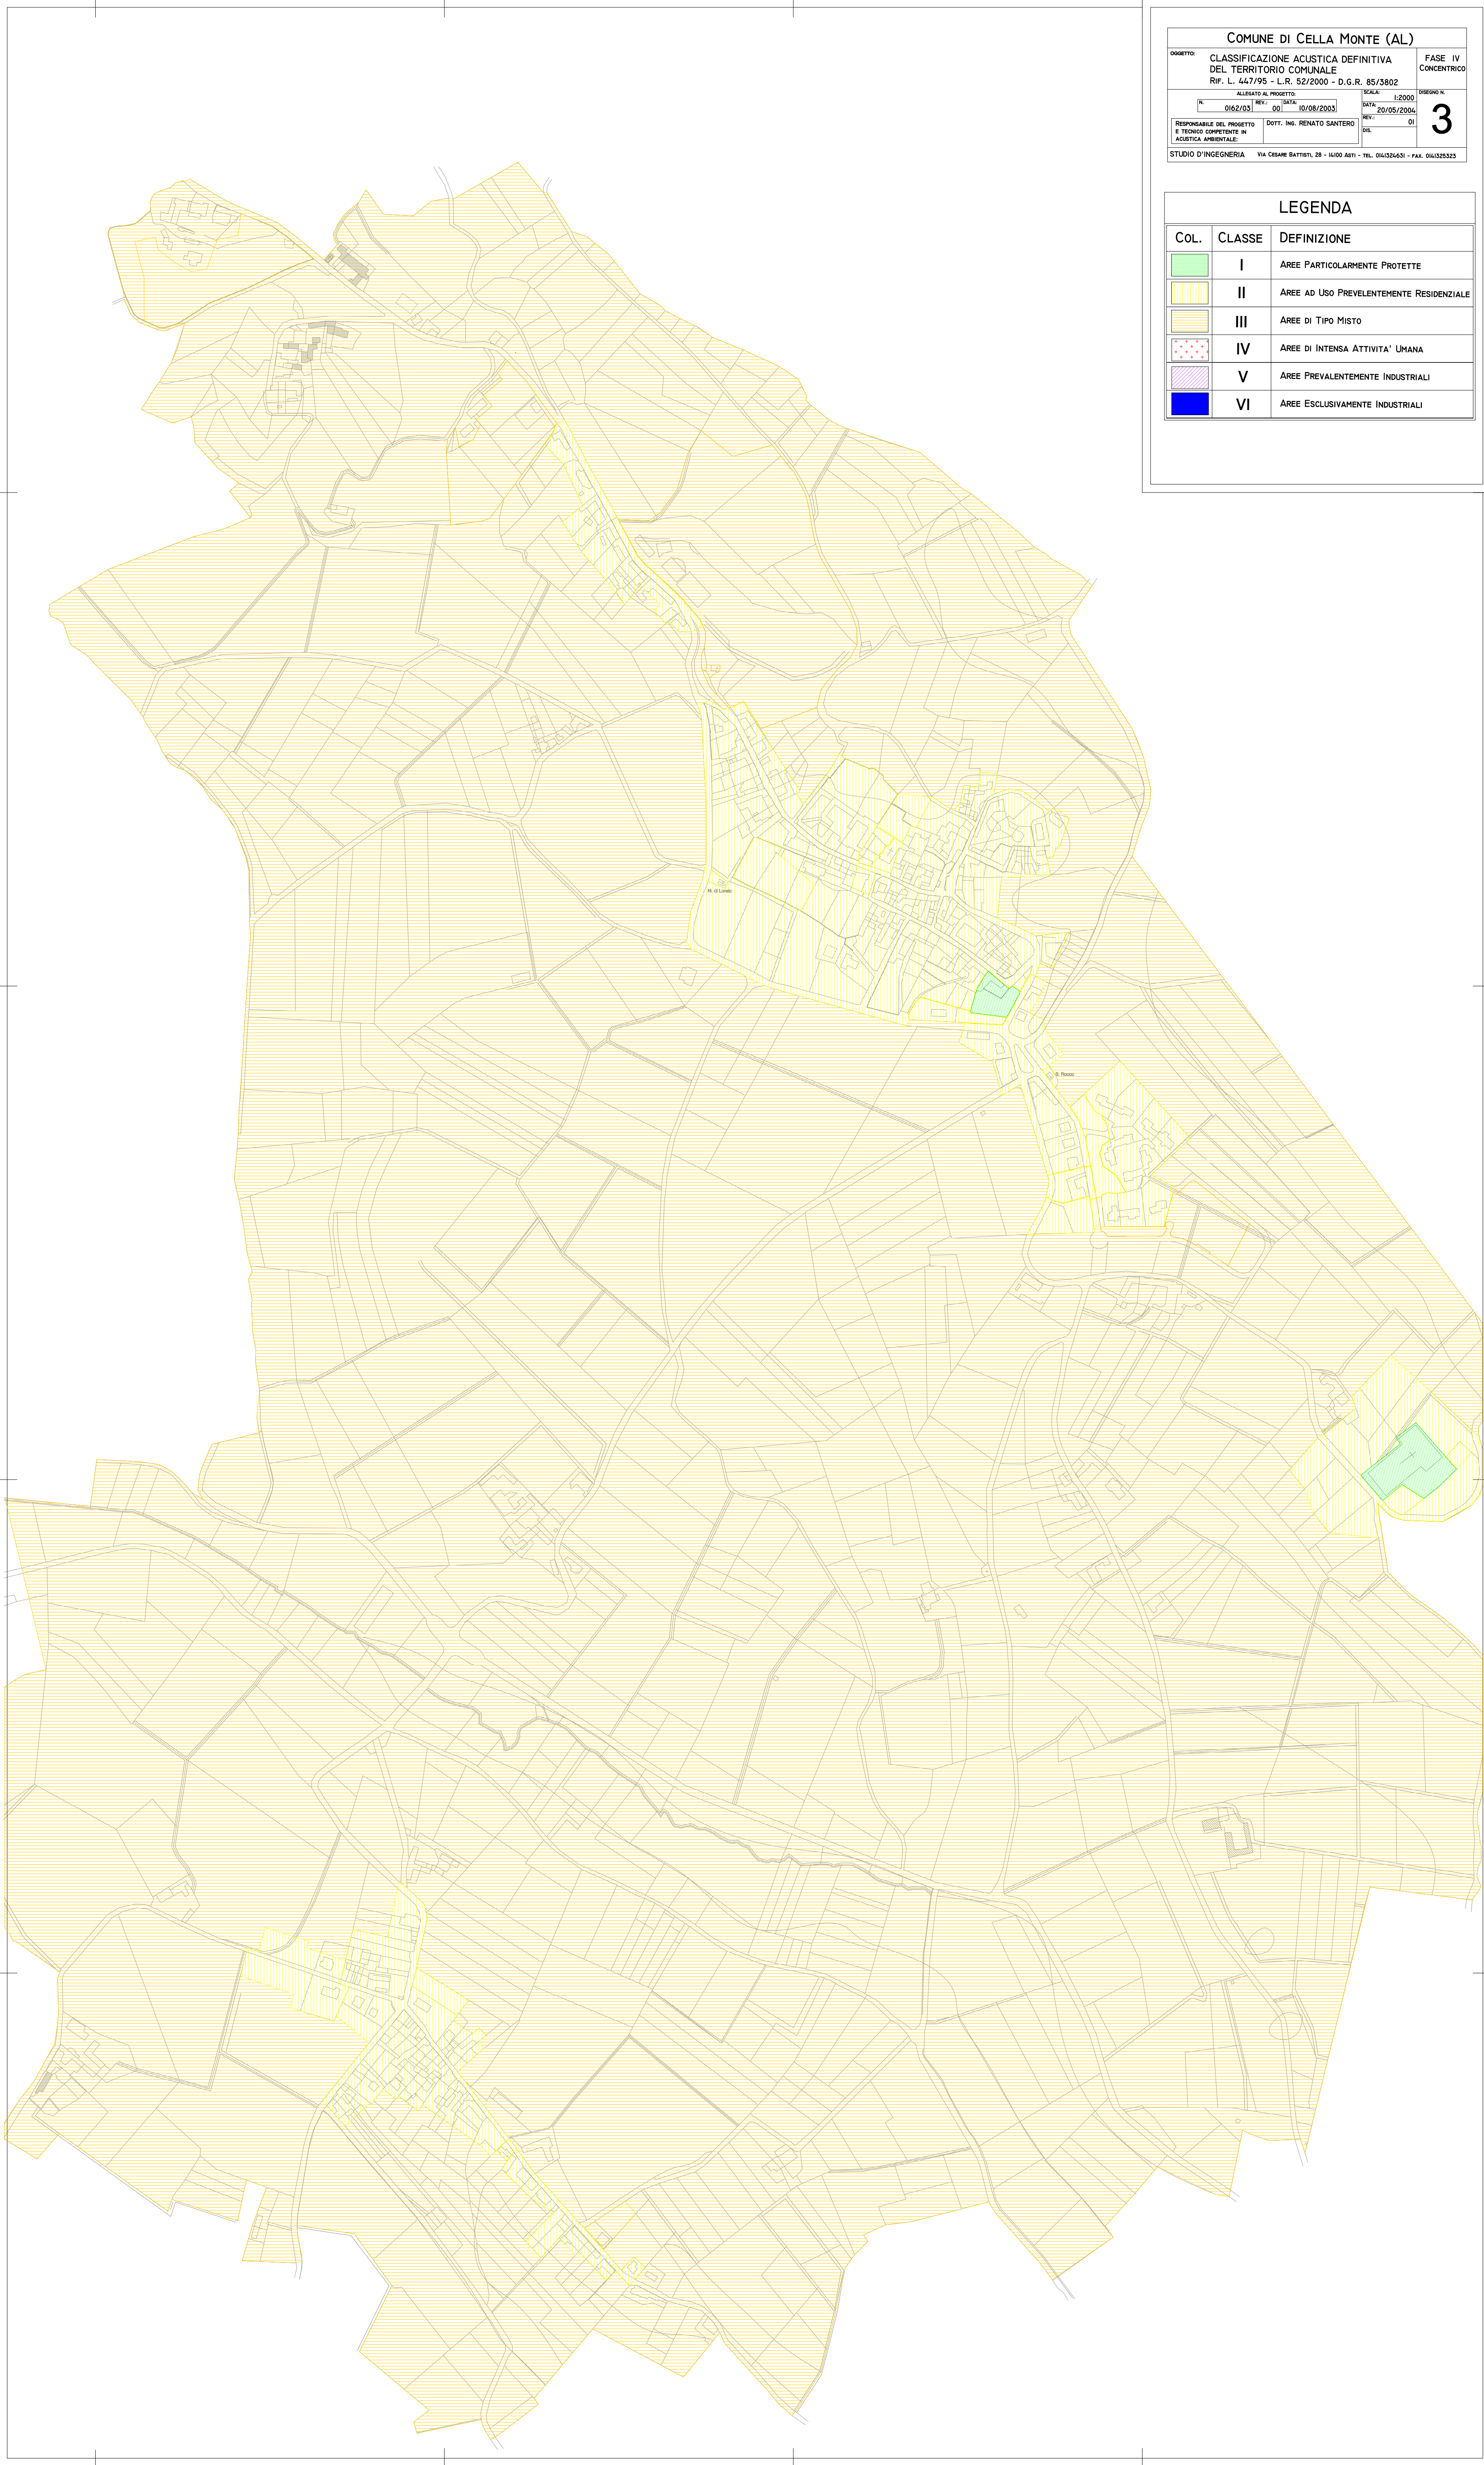 COMUNE DI CELLA MONTE (AL)
OGGETTO:
CLASSIFICAZIONE ACUSTICA DEFINITIVA
DEL TERRITORIO COMUNALE
RIF. L. 447/95 - L.R. 52/2000 - D.G.R. 85/3802
FASE IV
CONCENTRICO
ALLEGATO AL PROGETTO:
N. 0162/03 REV.: 00 DATA: 10/08/2003
SCALA: 1:2000
DATA: 20/05/2004
REV.: 01
DIS.
DISEGNO N.
3
RESPONSABILE DEL PROGETTO
E TECNICO COMPETENTE IN
ACUSTICA AMBIENTALE:
DOTT. ING. RENATO SANTERO
STUDIO D'INGEGNERIA VIA CESARE BATTISTI, 28 - 14100 ASTI - TEL. 0141324631 - FAX. 0141325323
LEGENDA
COL. CLASSE DEFINIZIONE
I AREE PARTICOLARMENTE PROTETTE
II AREE AD USO PREVELENTEMENTE RESIDENZIALE
III AREE DI TIPO MISTO
IV AREE DI INTENSA ATTIVITA' UMANA
V AREE PREVALENTEMENTE INDUSTRIALI
VI AREE ESCLUSIVAMENTE INDUSTRIALI
M. di Loreto
S. Rocco